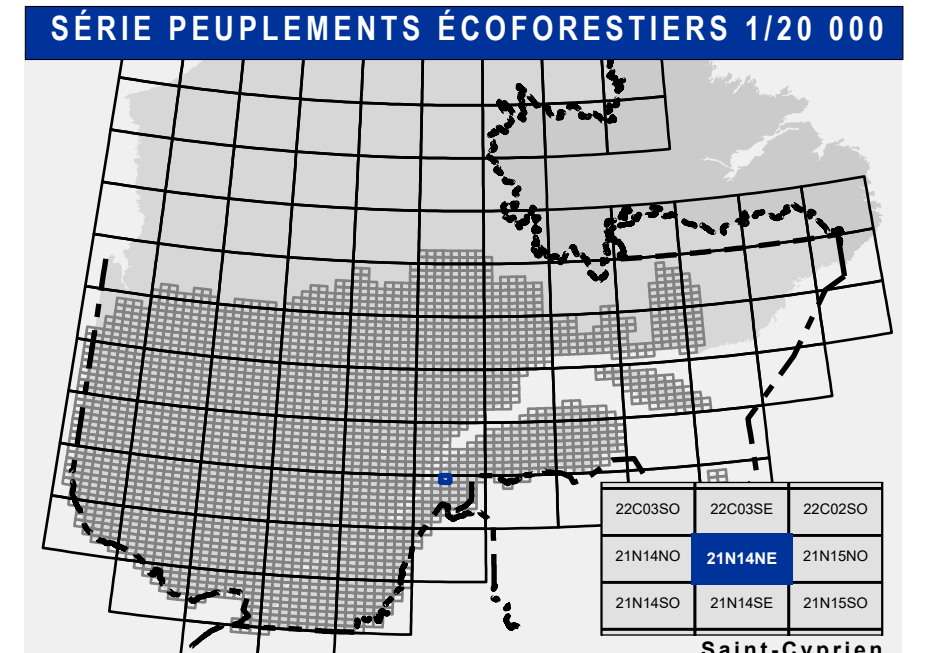 SÉRIE PEUPLEMENTS ÉCOFORESTIERS 1/20 000
22C03SO 22C03SE 22C02SO
21N14NO 21N14NE 21N15NO
21N14SO 21N14SE 21N15SO
Saint-Cyprien